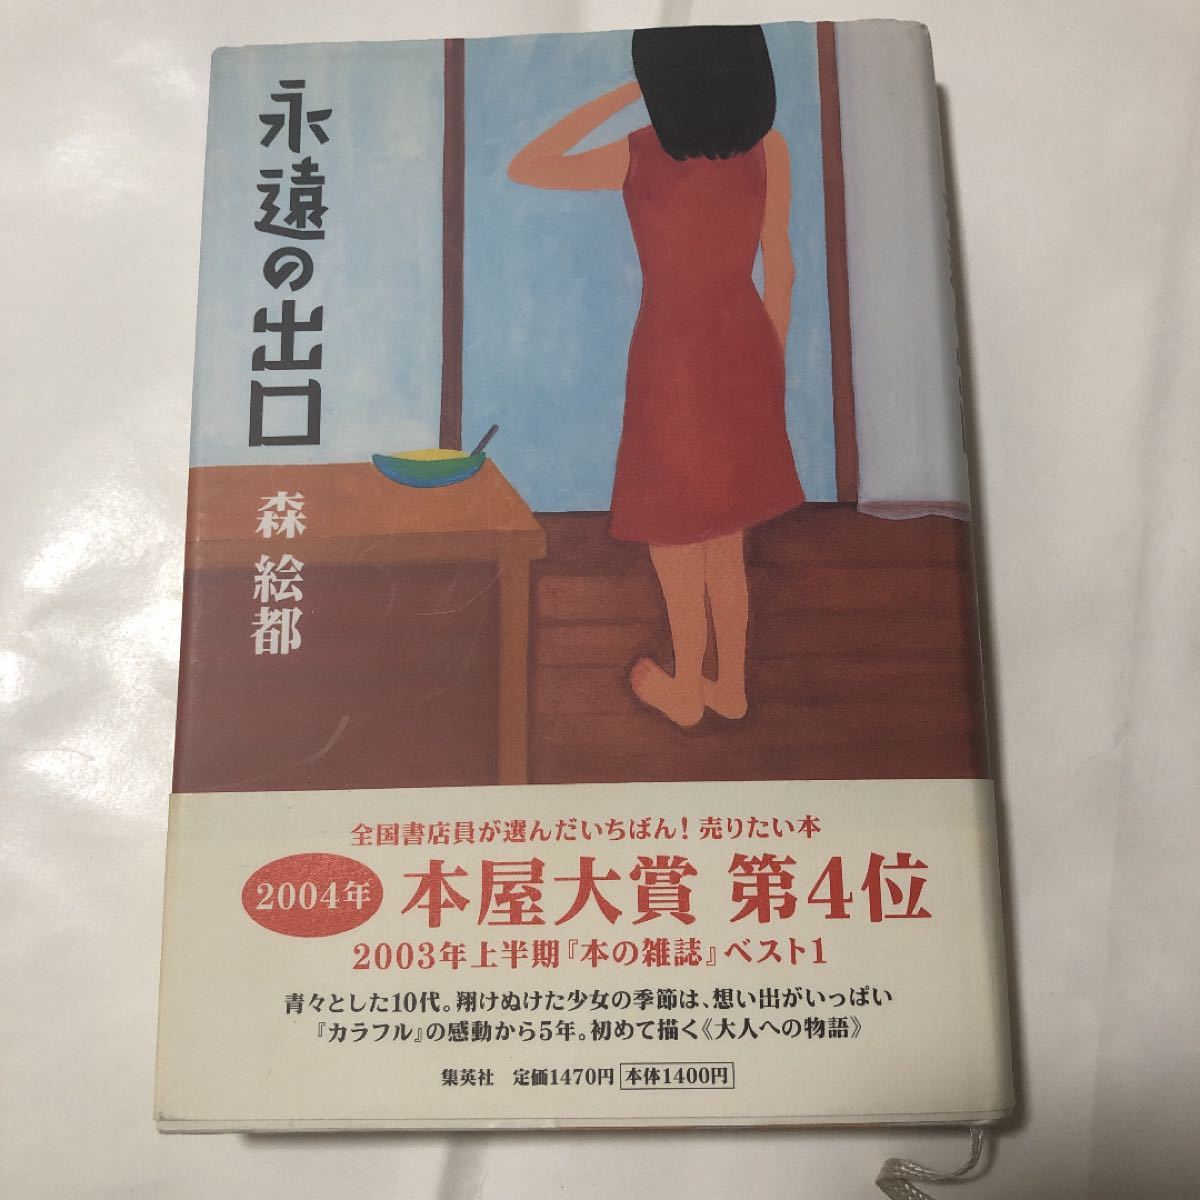 永遠の出口
森 絵都
全国書店員が選んだいちばん! 売りたい本
2004年 本屋大賞 第4位
2003年上半期『本の雑誌』ベスト1
青々とした10代。翔けぬけた少女の季節は、想い出がいっぱい
『カラフル』の感動から5年。初めて描く《大人への物語》
集英社 定価1470円 本体1400円